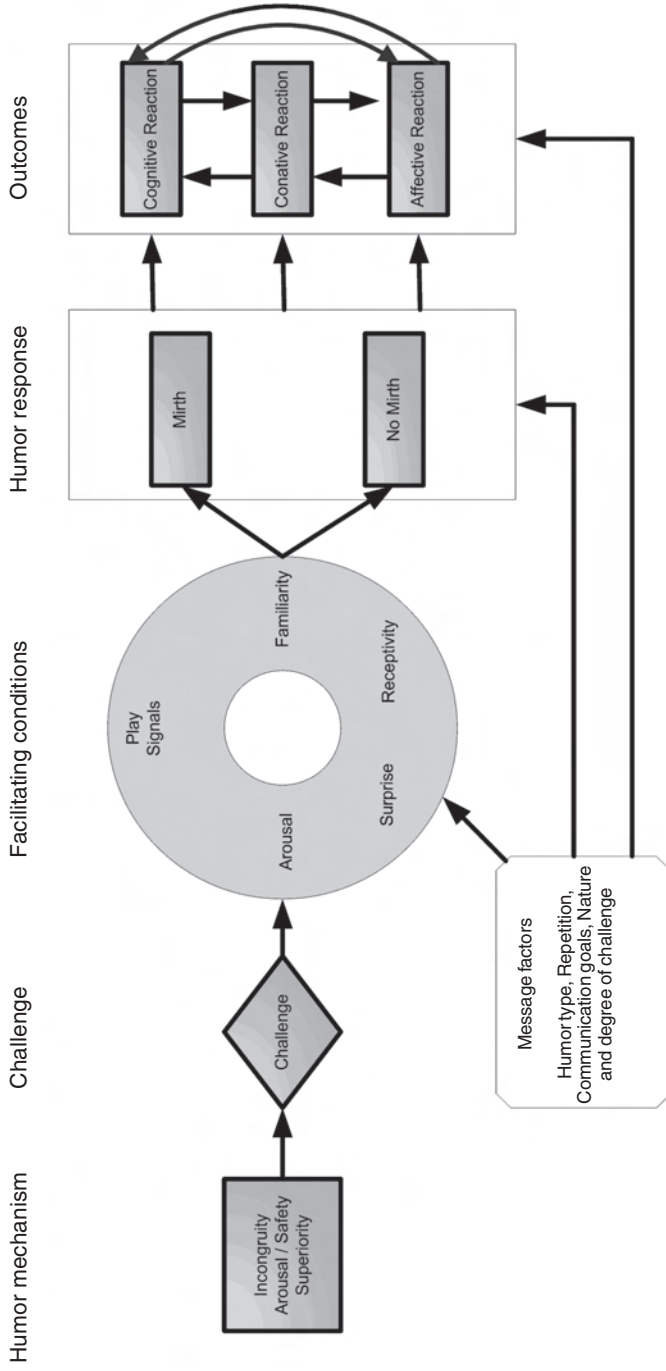 Humor mechanism
Challenge
Facilitating conditions
Humor response
Outcomes
Incongruity
Arousal / Safety
Superiority
Challenge
Play
Signals
Arousal
Familiarity
Surprise
Receptivity
Mirth
No Mirth
Cognitive Reaction
Conative Reaction
Affective Reaction
Message factors
Humor type, Repetition,
Communication goals, Nature
and degree of challenge